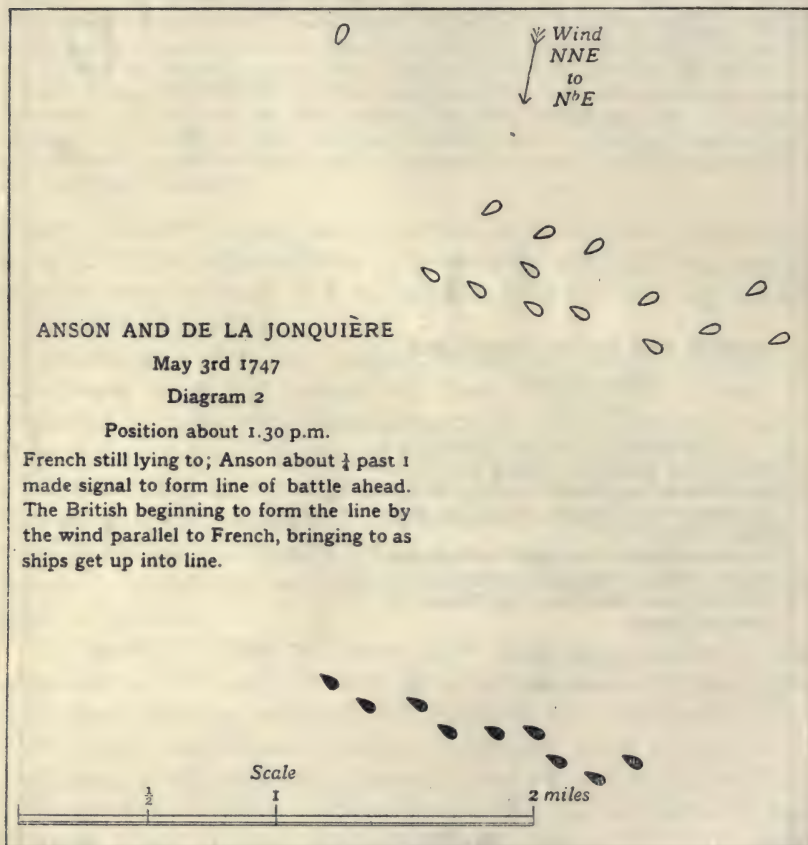 Wind
NNE
to
NᵇE
ANSON AND DE LA JONQUIÈRE
May 3rd 1747
Diagram 2
Position about 1.30 p.m.
French still lying to; Anson about ¼ past 1
made signal to form line of battle ahead.
The British beginning to form the line by
the wind parallel to French, bringing to as
ships get up into line.
Scale
½ 1 2 miles